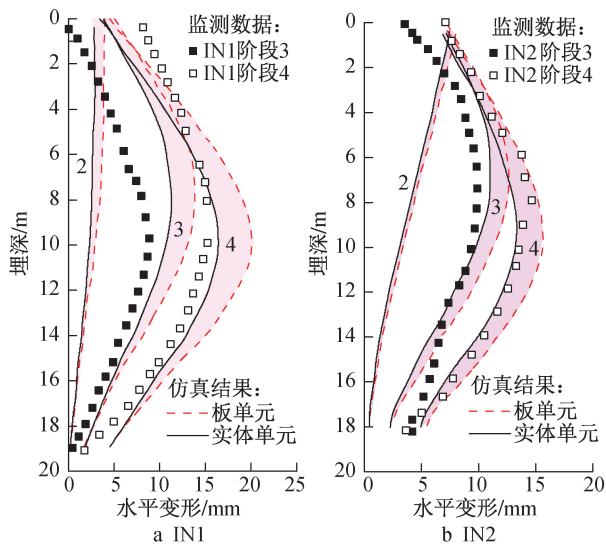 监测数据：
IN1阶段3
IN1阶段4
0
2
4
6
8
10
12
14
16
18
20
埋深/m
2
3
4
仿真结果：
板单元
实体单元
0 5 10 15 20 25
水平变形/mm
a IN1
监测数据：
IN2阶段3
IN2阶段4
0
2
4
6
8
10
12
14
16
18
20
埋深/m
2
3
4
仿真结果：
板单元
实体单元
0 5 10 15 20
水平变形/mm
b IN2